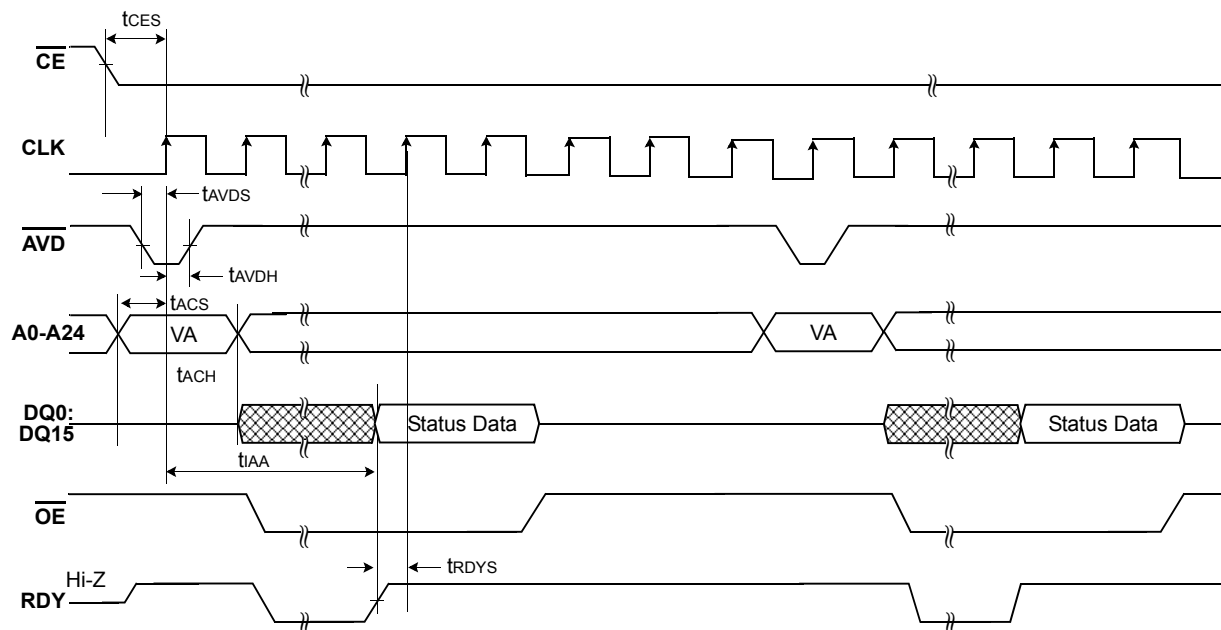 tCES
CE
CLK
tAVDS
AVD
tAVDH
tACS
A0-A24
VA
VA
tACH
DQ0:
DQ15
Status Data
Status Data
tIAA
OE
tRDYS
Hi-Z
RDY